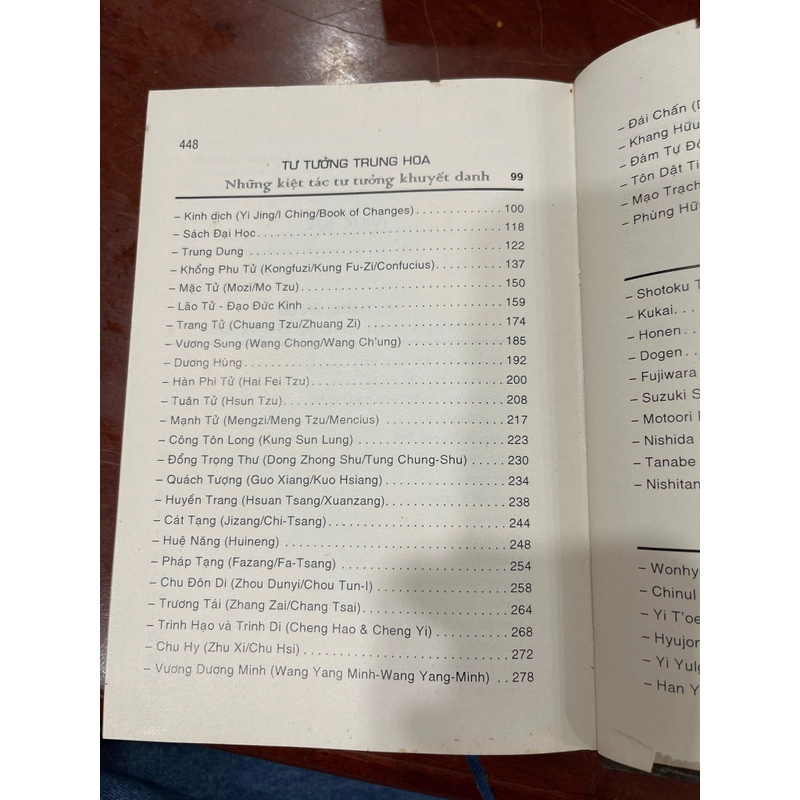 448
TƯ TƯỞNG TRUNG HOA
Những kiệt tác tư tưởng khuyết danh 99
– Kinh dịch (Yi Jing/I Ching/Book of Changes) . . . . . . . . . . . . . 100
– Sách Đại Học . . . . . . . . . . . . . . . . . . . . . . . . . . . . . . . . . . 118
– Trung Dung . . . . . . . . . . . . . . . . . . . . . . . . . . . . . . . . . . . 122
– Khổng Phu Tử (Kongfuzi/Kung Fu-Zi/Confucius) . . . . . . . . . . 137
– Mặc Tử (Mozi/Mo Tzu) . . . . . . . . . . . . . . . . . . . . . . . . . . . 150
– Lão Tử - Đạo Đức Kinh . . . . . . . . . . . . . . . . . . . . . . . . . . . 159
– Trang Tử (Chuang Tzu/Zhuang Zi) . . . . . . . . . . . . . . . . . . . 174
– Vương Sung (Wang Chong/Wang Ch'ung) . . . . . . . . . . . . . . 185
– Dương Hùng . . . . . . . . . . . . . . . . . . . . . . . . . . . . . . . . . . 192
– Hàn Phi Tử (Hai Fei Tzu) . . . . . . . . . . . . . . . . . . . . . . . . . . 200
– Tuân Tử (Hsun Tzu) . . . . . . . . . . . . . . . . . . . . . . . . . . . . . 208
– Mạnh Tử (Mengzi/Meng Tzu/Mencius) . . . . . . . . . . . . . . . . 217
– Công Tôn Long (Kung Sun Lung) . . . . . . . . . . . . . . . . . . . . 223
– Đổng Trọng Thư (Dong Zhong Shu/Tung Chung-Shu) . . . . . 230
– Quách Tượng (Guo Xiang/Kuo Hsiang) . . . . . . . . . . . . . . . . 234
– Huyền Trang (Hsuan Tsang/Xuanzang) . . . . . . . . . . . . . . . . 238
– Cát Tạng (Jizang/Chi-Tsang) . . . . . . . . . . . . . . . . . . . . . . . 244
– Huệ Năng (Huineng) . . . . . . . . . . . . . . . . . . . . . . . . . . . . . 248
– Pháp Tạng (Fazang/Fa-Tsang) . . . . . . . . . . . . . . . . . . . . . . 254
– Chu Đôn Di (Zhou Dunyi/Chou Tun-I) . . . . . . . . . . . . . . . . . 258
– Trương Tái (Zhang Zai/Chang Tsai) . . . . . . . . . . . . . . . . . . . 264
– Trình Hạo và Trình Di (Cheng Hao & Cheng Yi) . . . . . . . . . . . 268
– Chu Hy (Zhu Xi/Chu Hsi) . . . . . . . . . . . . . . . . . . . . . . . . . . 272
– Vương Dương Minh (Wang Yang Minh-Wang Yang-Minh) . . 278
– Đái Chấn (
– Khang Hữu
– Đàm Tự Đồ
– Tôn Dật Ti
– Mạo Trạch
– Phùng Hữu
– Shotoku T
– Kukai. . .
– Honen . . .
– Dogen . . .
– Fujiwara
– Suzuki S
– Motoori
– Nishida
– Tanabe
– Nishitan
– Wonhy
– Chinul
– Yi T'oe
– Hyujon
– Yi Yulg
– Han Y